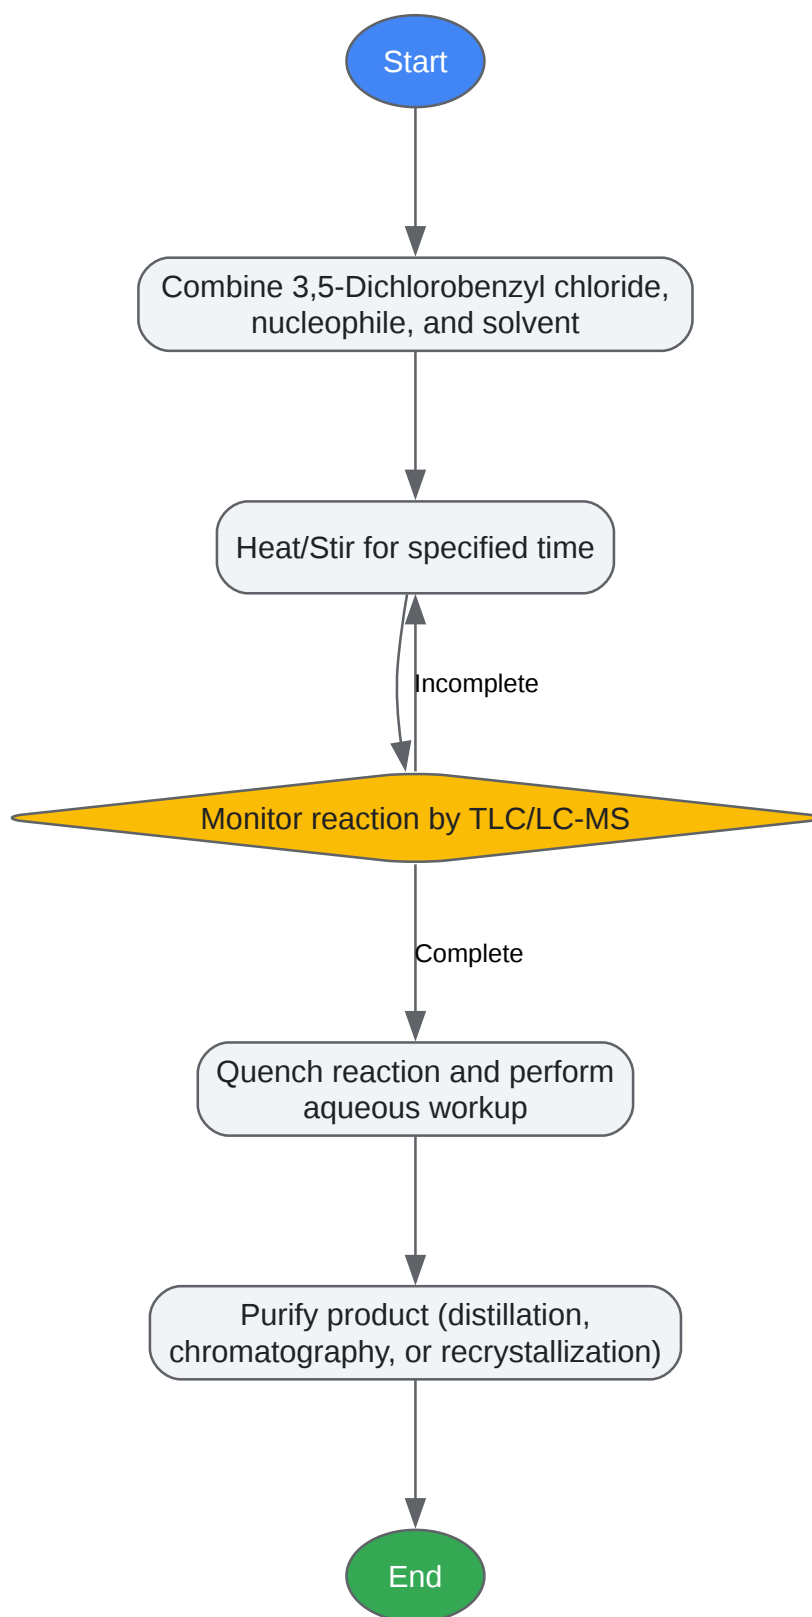 Start
Combine 3,5-Dichlorobenzyl chloride,
nucleophile, and solvent
Heat/Stir for specified time
Incomplete
Monitor reaction by TLC/LC-MS
Complete
Quench reaction and perform
aqueous workup
Purify product (distillation,
chromatography, or recrystallization)
End